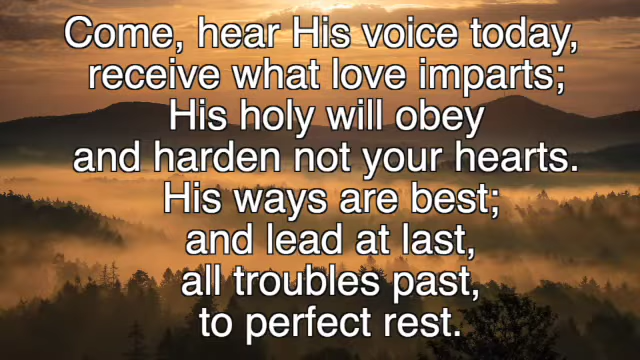 Come, hear His voice today,
receive what love imparts;
His holy will obey
and harden not your hearts.
His ways are best;
and lead at last,
all troubles past,
to perfect rest.